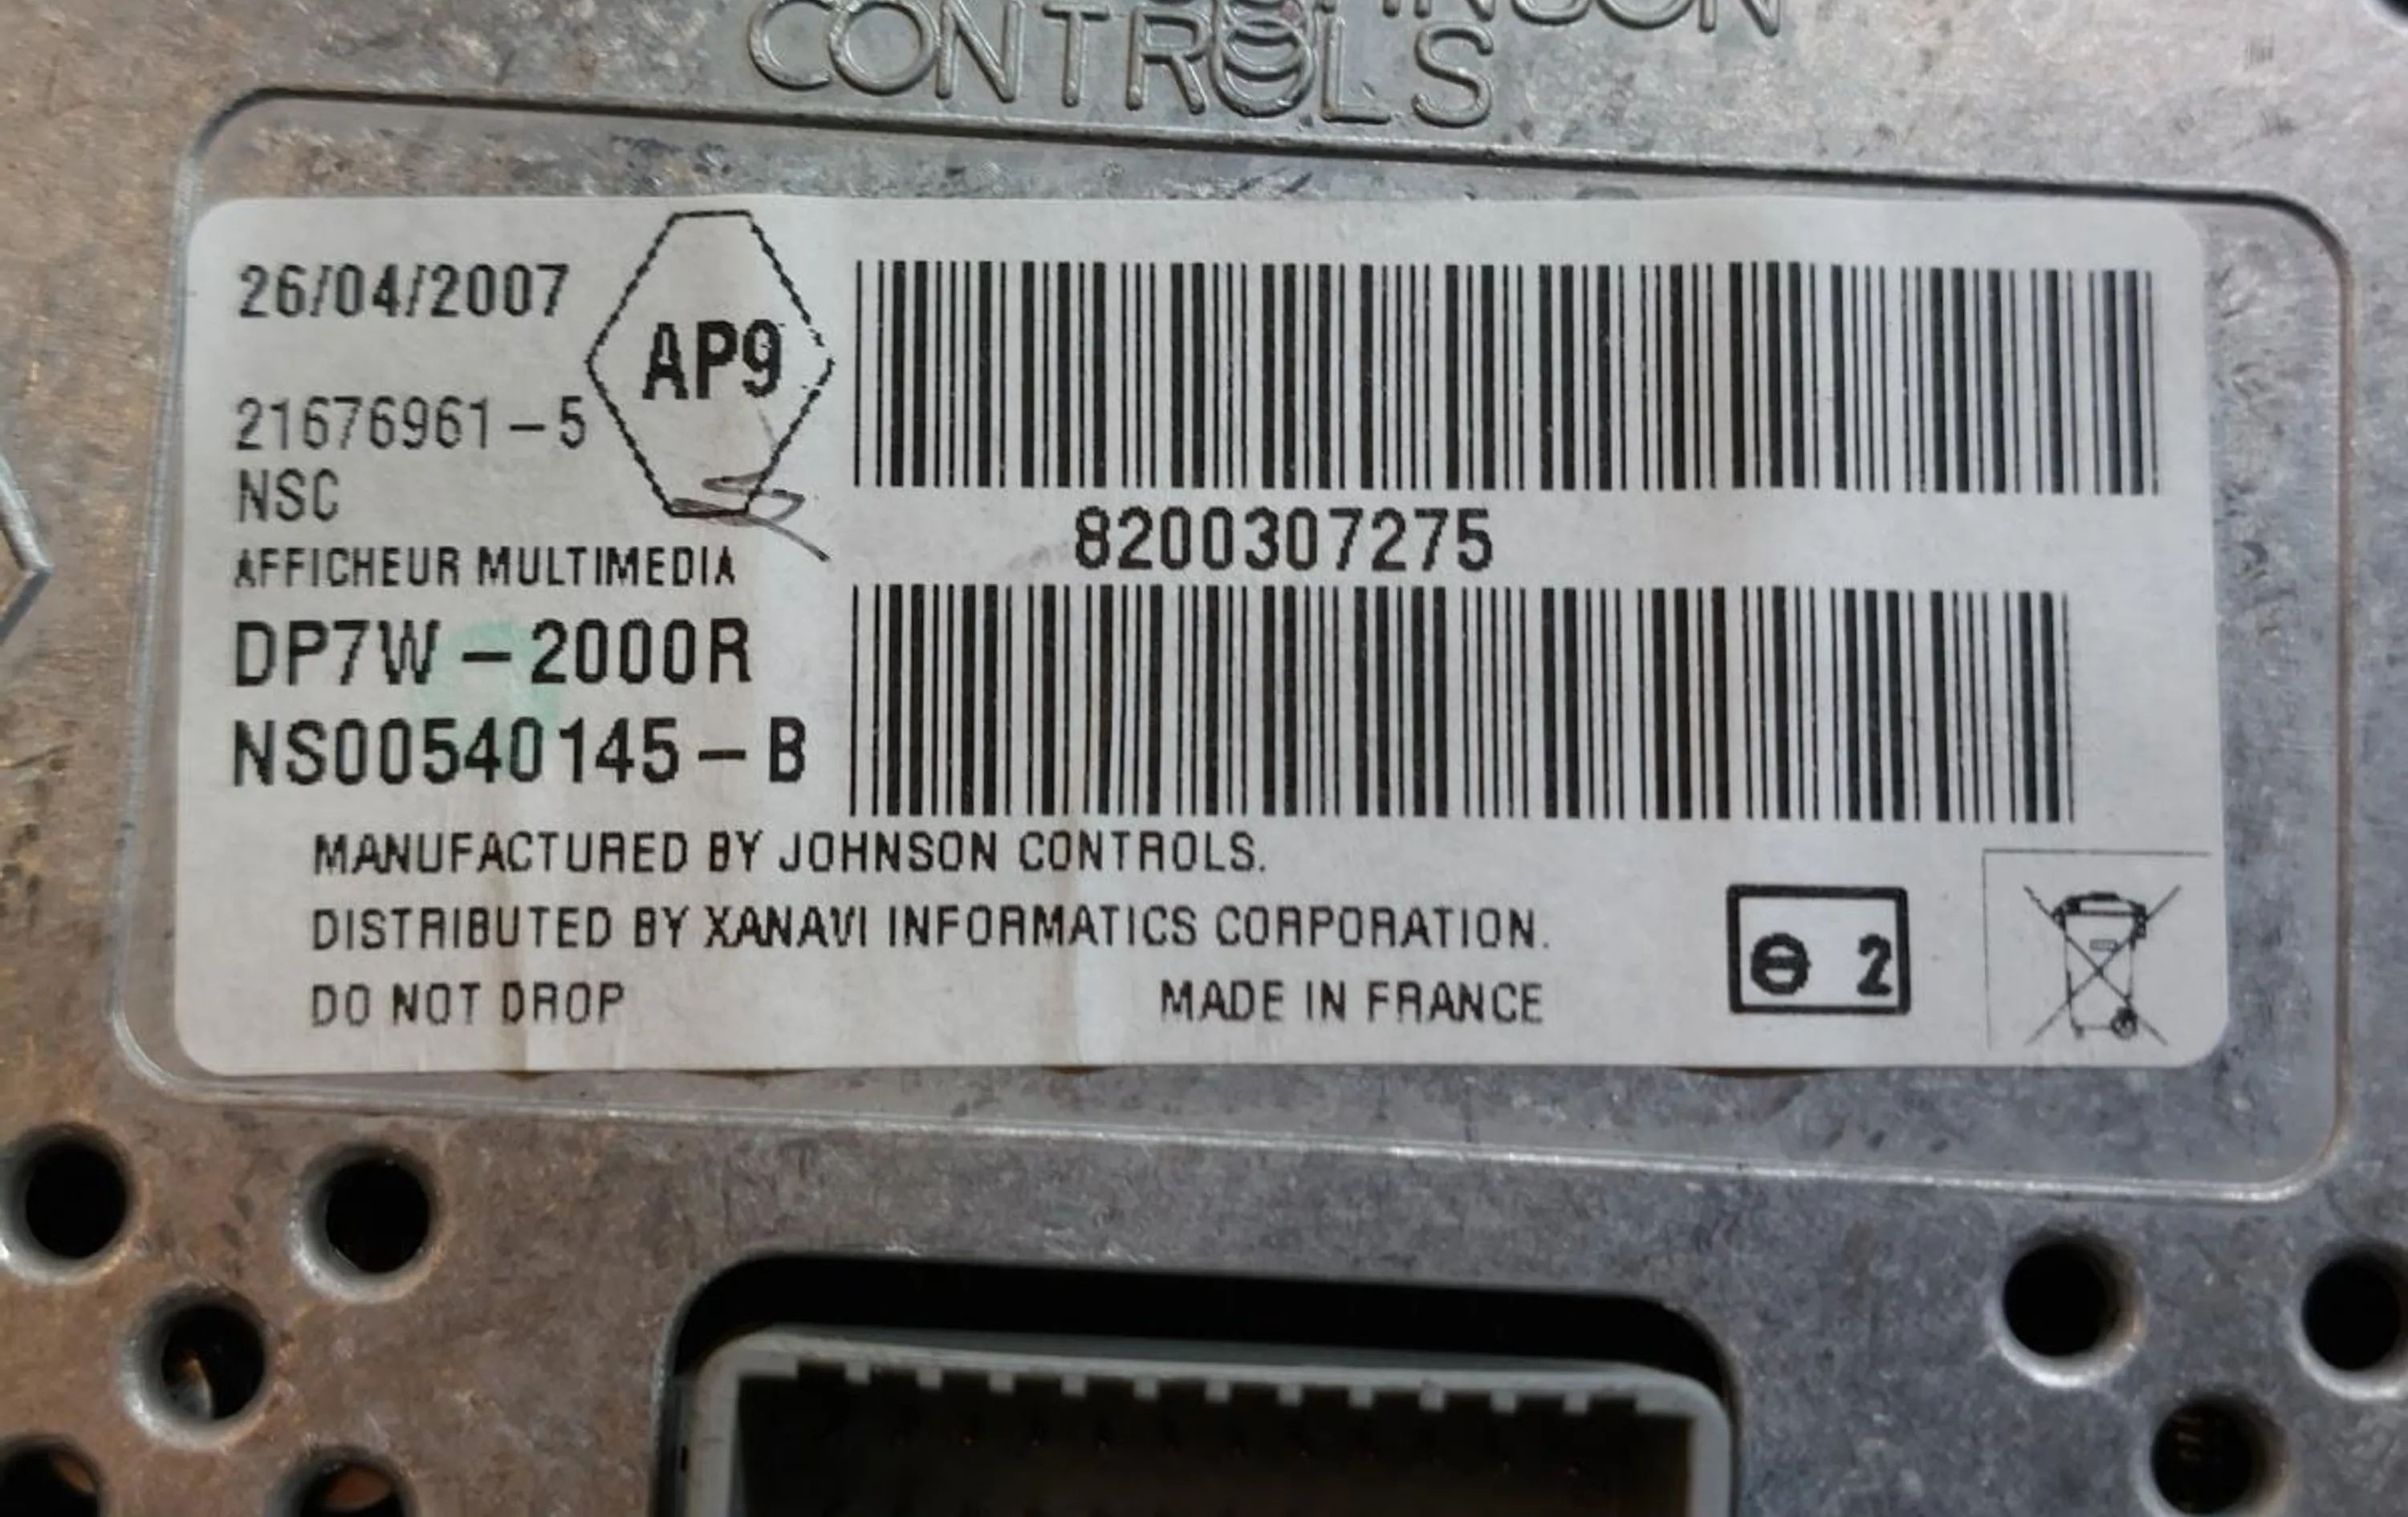 CONTROLS
26/04/2007
AP9
21676961-5
NSC
AFFICHEUR MULTIMEDIA
DP7W-2000R
NS00540145-B
8200307275
MANUFACTURED BY JOHNSON CONTROLS.
DISTRIBUTED BY XANAVI INFORMATICS CORPORATION.
DO NOT DROP
MADE IN FRANCE
e 2